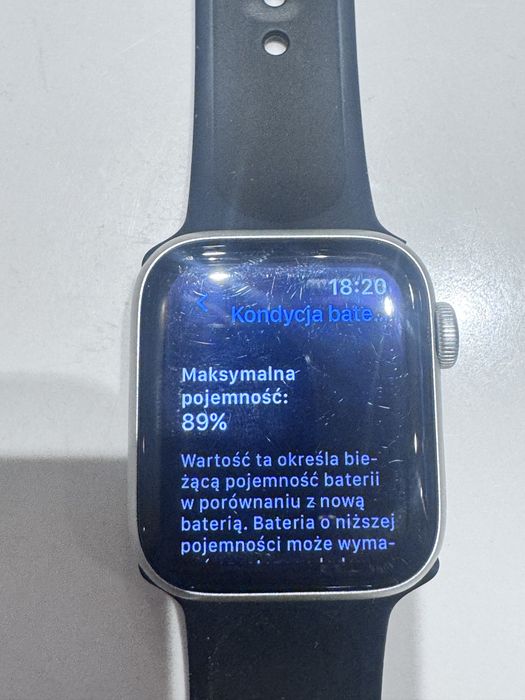 18:20
Kondycja bate...
Maksymalna
pojemność:
89%
Wartość ta określa bie-
żącą pojemność baterii
w porównaniu z nową
baterią. Bateria o niższej
pojemności może wyma-